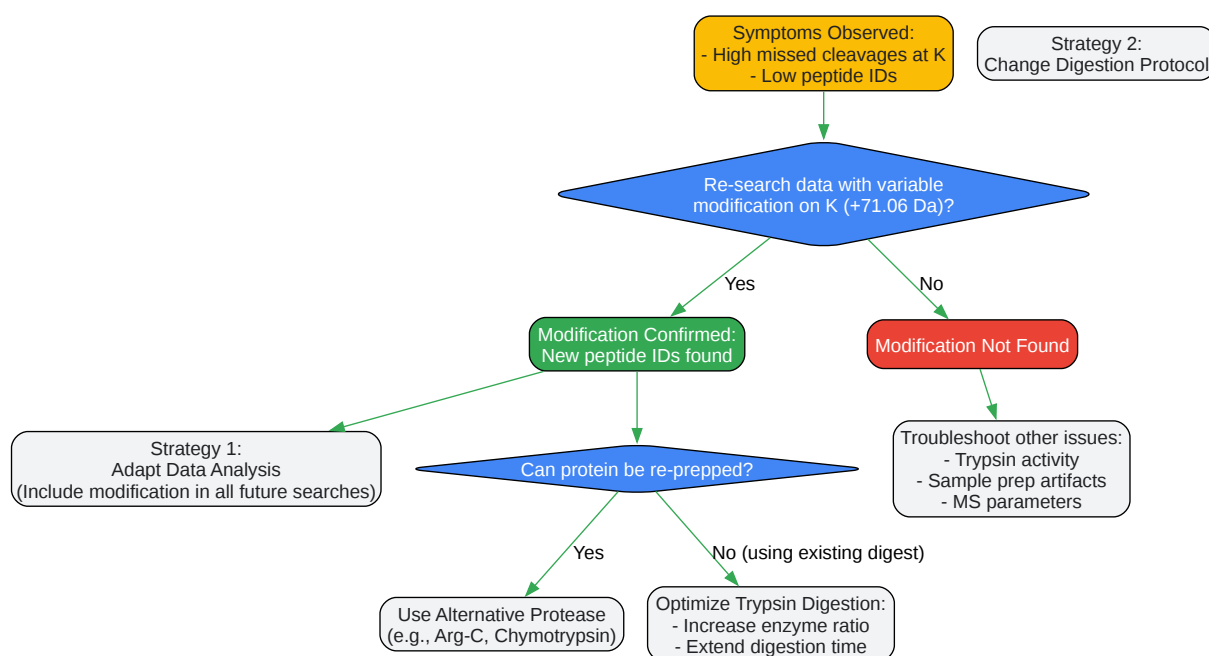 Symptoms Observed:
- High missed cleavages at K
- Low peptide IDs
Strategy 2:
Change Digestion Protocol
Re-search data with variable
modification on K (+71.06 Da)?
Yes
No
Modification Confirmed:
New peptide IDs found
Modification Not Found
Strategy 1:
Adapt Data Analysis
(Include modification in all future searches)
Can protein be re-prepped?
Troubleshoot other issues:
- Trypsin activity
- Sample prep artifacts
- MS parameters
Yes
No (using existing digest)
Use Alternative Protease
(e.g., Arg-C, Chymotrypsin)
Optimize Trypsin Digestion:
- Increase enzyme ratio
- Extend digestion time